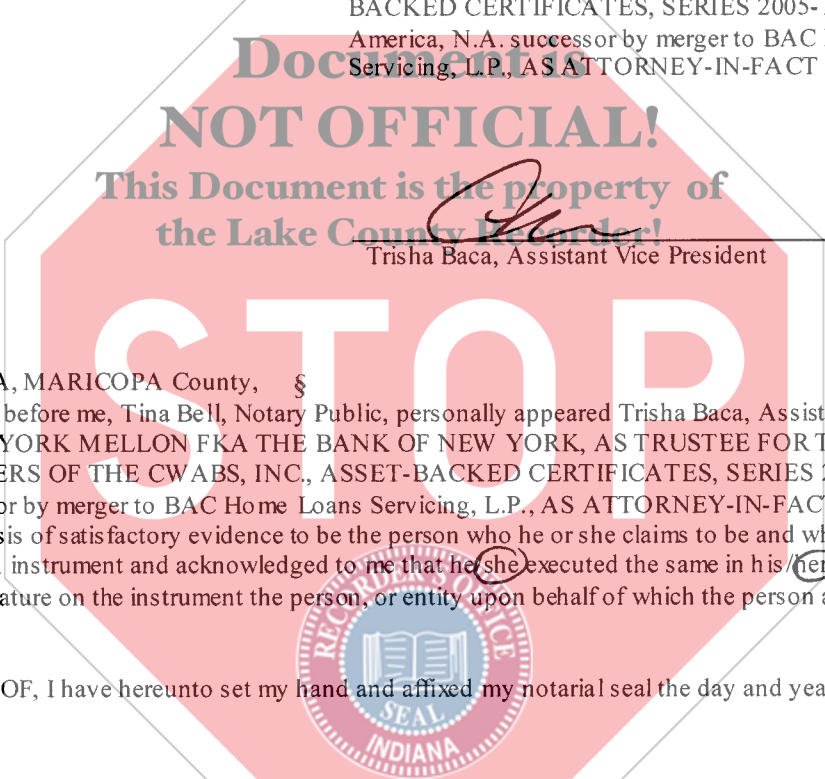 BACKED CERTIFICATES, SERIES 2005-
America, N.A. successor by merger to BAC
Servicing, L.P., AS ATTORNEY-IN-FACT
Document is
NOT OFFICIAL!
This Document is the property of
the Lake County Recorder!
Trisha Baca, Assistant Vice President
STOP
A, MARICOPA County, §
before me, Tina Bell, Notary Public, personally appeared Trisha Baca, Assist
YORK MELLON FKA THE BANK OF NEW YORK, AS TRUSTEE FOR T
ERS OF THE CWABS, INC., ASSET-BACKED CERTIFICATES, SERIES 2
or by merger to BAC Home Loans Servicing, L.P., AS ATTORNEY-IN-FAC
sis of satisfactory evidence to be the person who he or she claims to be and wh
instrument and acknowledged to me that he/she executed the same in his/her
ature on the instrument the person, or entity upon behalf of which the person a
OF, I have hereunto set my hand and affixed my notarial seal the day and yea
RECORDER'S OFFICE
SEAL
INDIANA